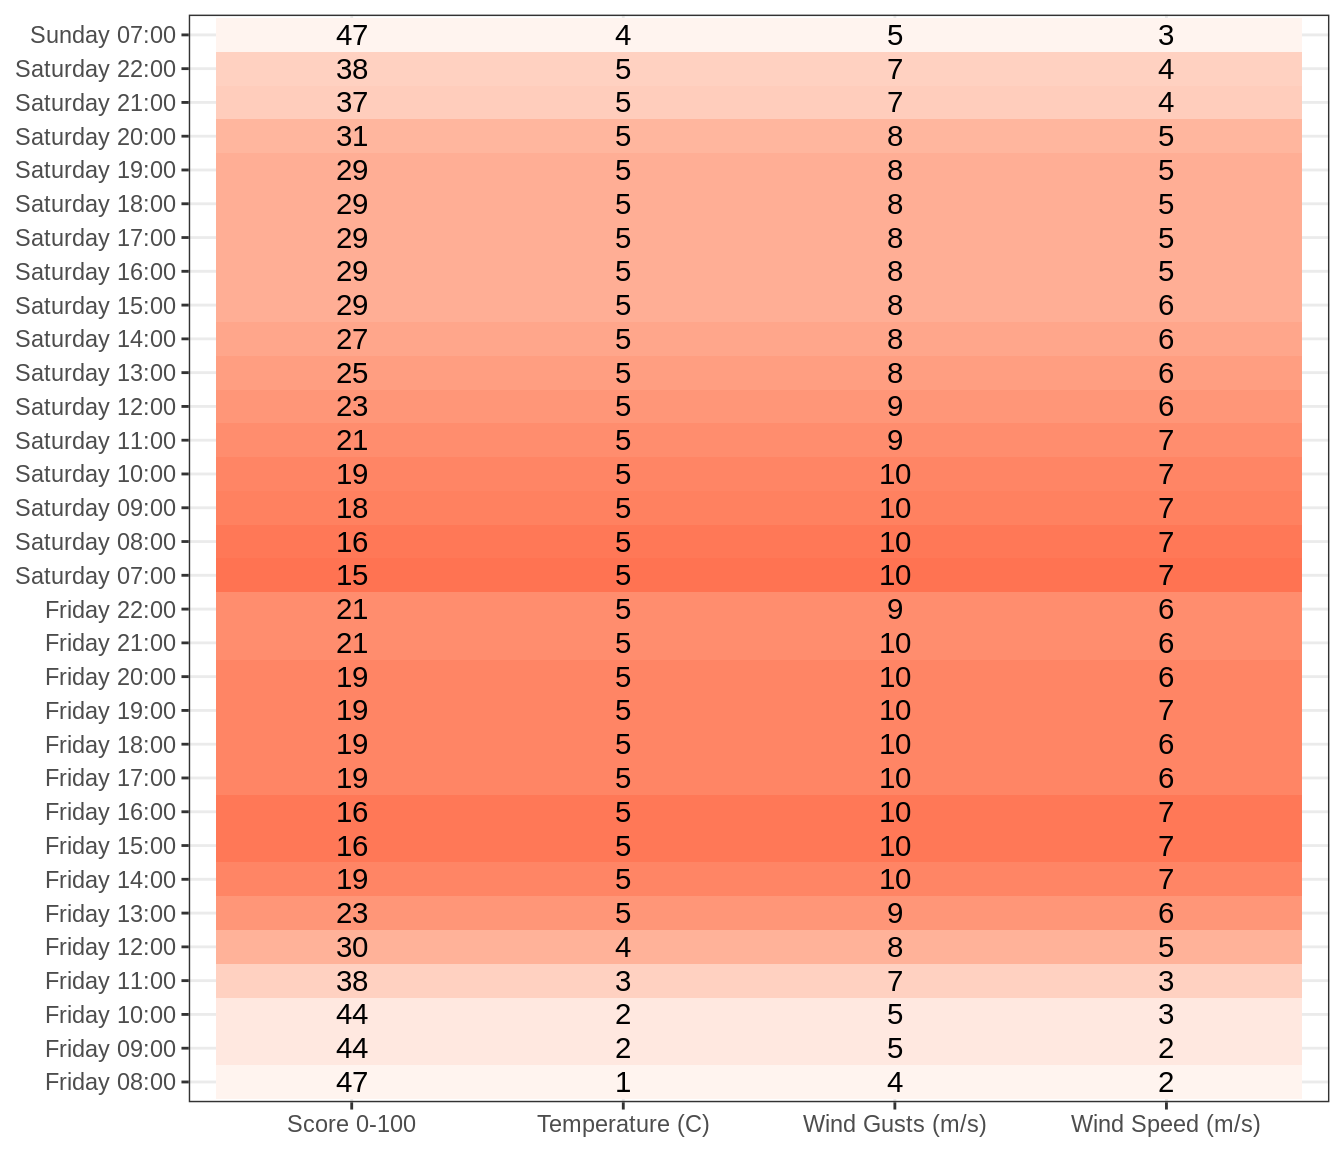 Sunday 07:00 47 4 5 3
Saturday 22:00 38 5 7 4
Saturday 21:00 37 5 7 4
Saturday 20:00 31 5 8 5
Saturday 19:00 29 5 8 5
Saturday 18:00 29 5 8 5
Saturday 17:00 29 5 8 5
Saturday 16:00 29 5 8 5
Saturday 15:00 29 5 8 6
Saturday 14:00 27 5 8 6
Saturday 13:00 25 5 8 6
Saturday 12:00 23 5 9 6
Saturday 11:00 21 5 9 7
Saturday 10:00 19 5 10 7
Saturday 09:00 18 5 10 7
Saturday 08:00 16 5 10 7
Saturday 07:00 15 5 10 7
Friday 22:00 21 5 9 6
Friday 21:00 21 5 10 6
Friday 20:00 19 5 10 6
Friday 19:00 19 5 10 7
Friday 18:00 19 5 10 6
Friday 17:00 19 5 10 6
Friday 16:00 16 5 10 7
Friday 15:00 16 5 10 7
Friday 14:00 19 5 10 7
Friday 13:00 23 5 9 6
Friday 12:00 30 4 8 5
Friday 11:00 38 3 7 3
Friday 10:00 44 2 5 3
Friday 09:00 44 2 5 2
Friday 08:00 47 1 4 2
Score 0-100 Temperature (C) Wind Gusts (m/s) Wind Speed (m/s)